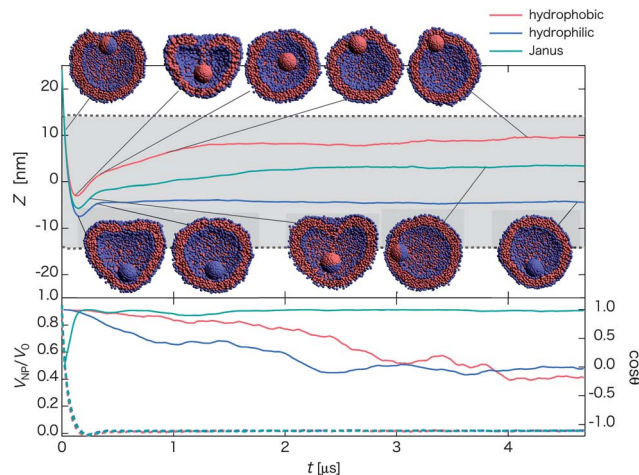 hydrophobic
hydrophilic
Janus
20
10
0
-10
-20
Z [nm]
1.0
0.8
0.6
0.4
0.2
0.0
V_NP/V_0
1.0
0.5
0.0
-0.5
-1.0
cosθ
0 1 2 3 4
t [μs]